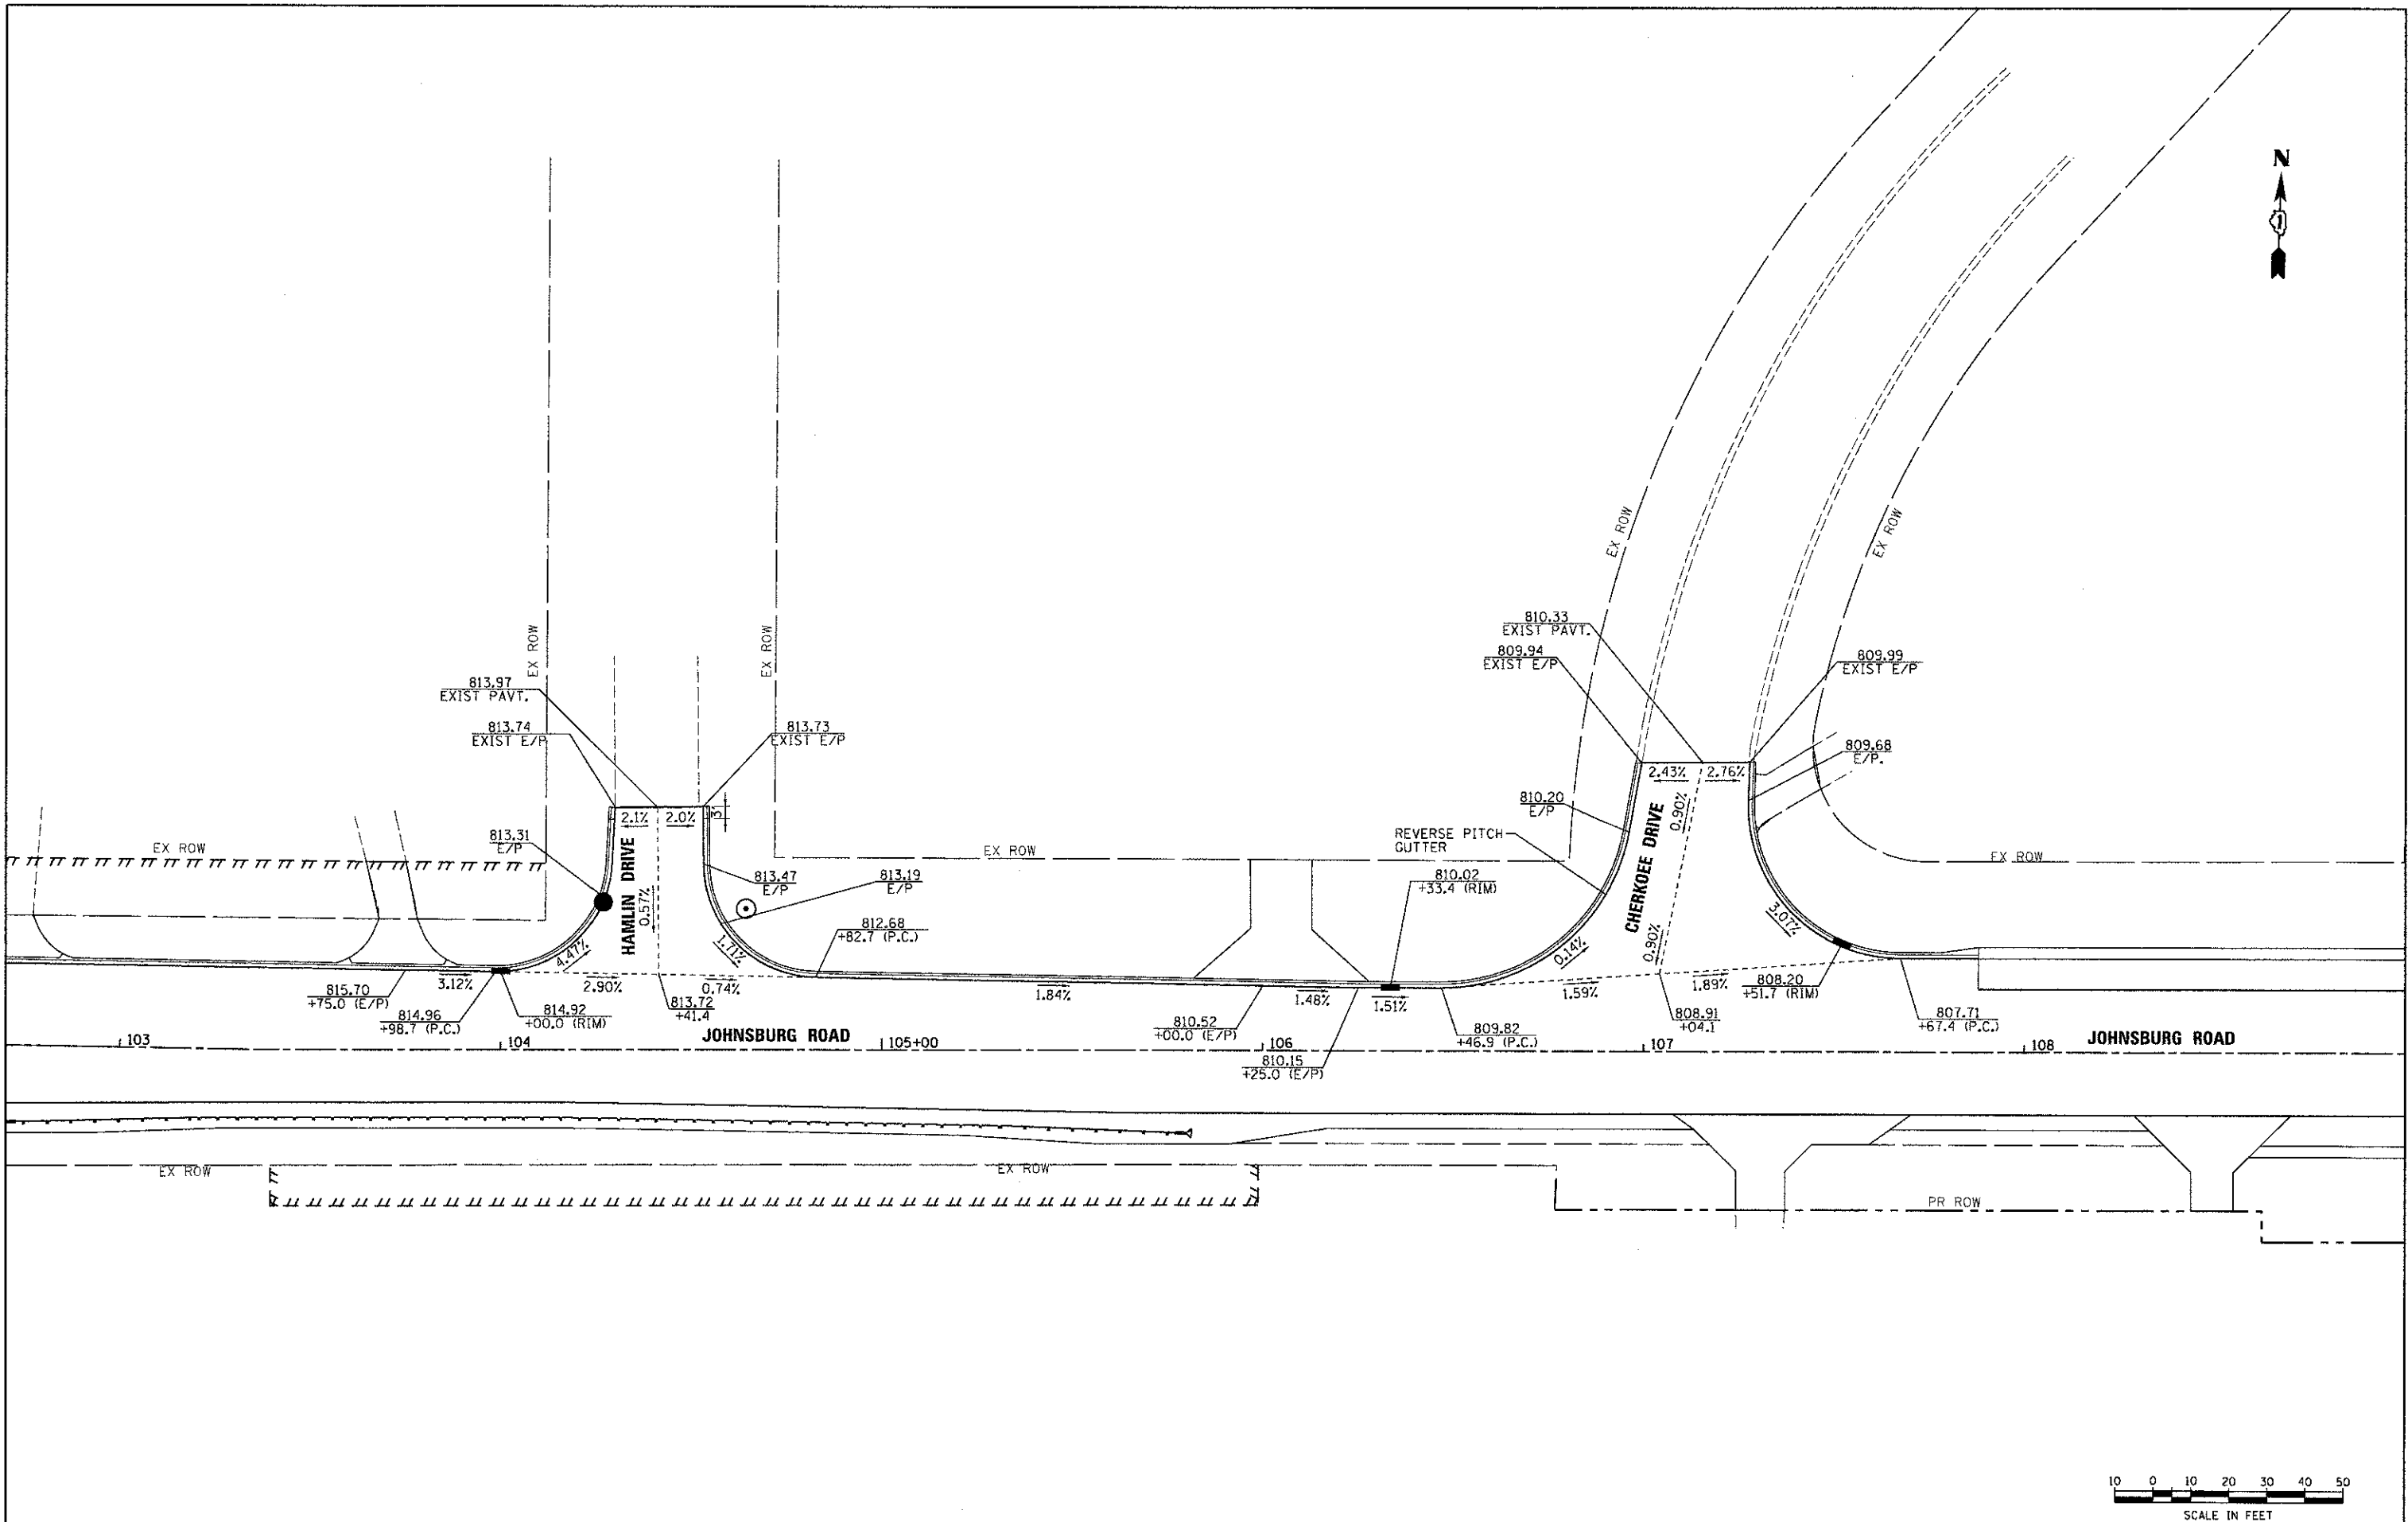 N
EX ROW
EX ROW
EX ROW
EX ROW
810.33
EXIST PAVT.
809.94
EXIST E/P
809.99
EXIST E/P
813.97
EXIST PAVT.
813.74
EXIST E/P
813.73
EXIST E/P
809.68
E/P.
2.43%
2.76%
0.90%
810.20
E/P
2.1%
2.0%
3'
813.31
E/P
EX ROW
HAMLIN DRIVE
0.57%
813.47
E/P
813.19
E/P
EX ROW
REVERSE PITCH
GUTTER
CHERKOEE DRIVE
EX ROW
810.02
+33.4 (RIM)
812.68
+82.7 (P.C.)
4.47%
1.71%
0.14%
0.90%
3.07%
815.70
+75.0 (E/P)
3.12%
2.90%
0.74%
1.84%
1.48%
1.51%
1.59%
1.89%
808.20
+51.7 (RIM)
814.96
+98.7 (P.C.)
814.92
+00.0 (RIM)
813.72
+41.4
810.52
+00.0 (E/P)
809.82
+46.9 (P.C.)
808.91
+04.1
807.71
+67.4 (P.C.)
103
104
JOHNSBURG ROAD
105+00
106
107
108
JOHNSBURG ROAD
810.15
+25.0 (E/P)
EX ROW
EX ROW
PR ROW
10 0 10 20 30 40 50
SCALE IN FEET